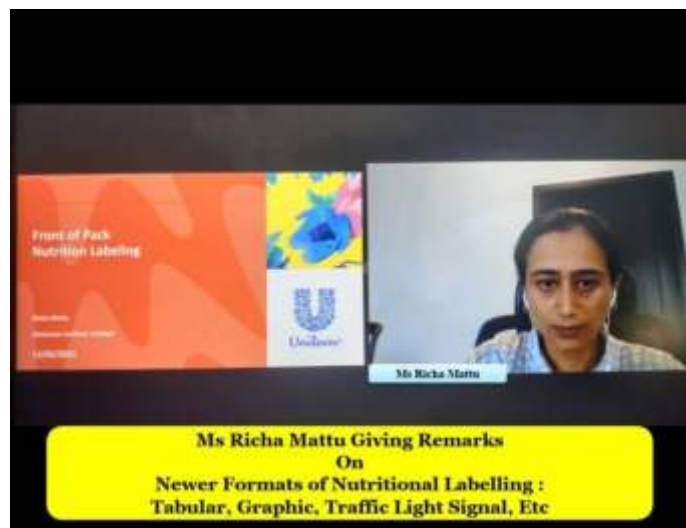 Front of Pack
Nutrition Labeling
Unilever
Ms Richa Mattu
Ms Richa Mattu Giving Remarks
On
Newer Formats of Nutritional Labelling :
Tabular, Graphic, Traffic Light Signal, Etc